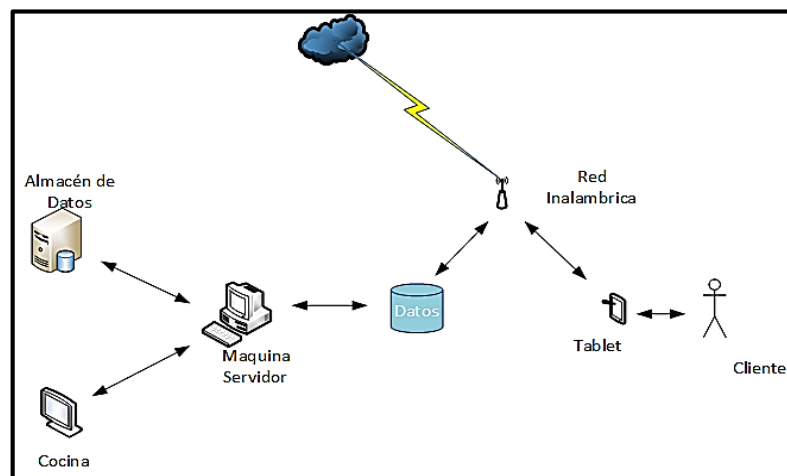 Red
Inalambrica
Almacén de
Datos
Datos
Maquina
Servidor
Tablet
Cliente
Cocina